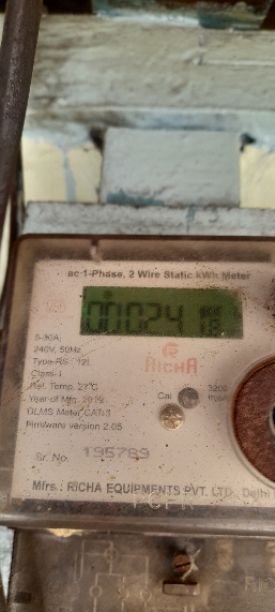 ac 1-Phase, 2 Wire Static kWh Meter
00024
RICHA
5-30A
240V, 50Hz
Cal
3200
Class-1
Ref. Temp. 27°C
Year of Mfg. 2019
DLMS Meter, CAT-3
Firmware version 2.05
Sr. No. 195789
Mfrs.: RICHA EQUIPMENTS PVT. LTD. Delhi